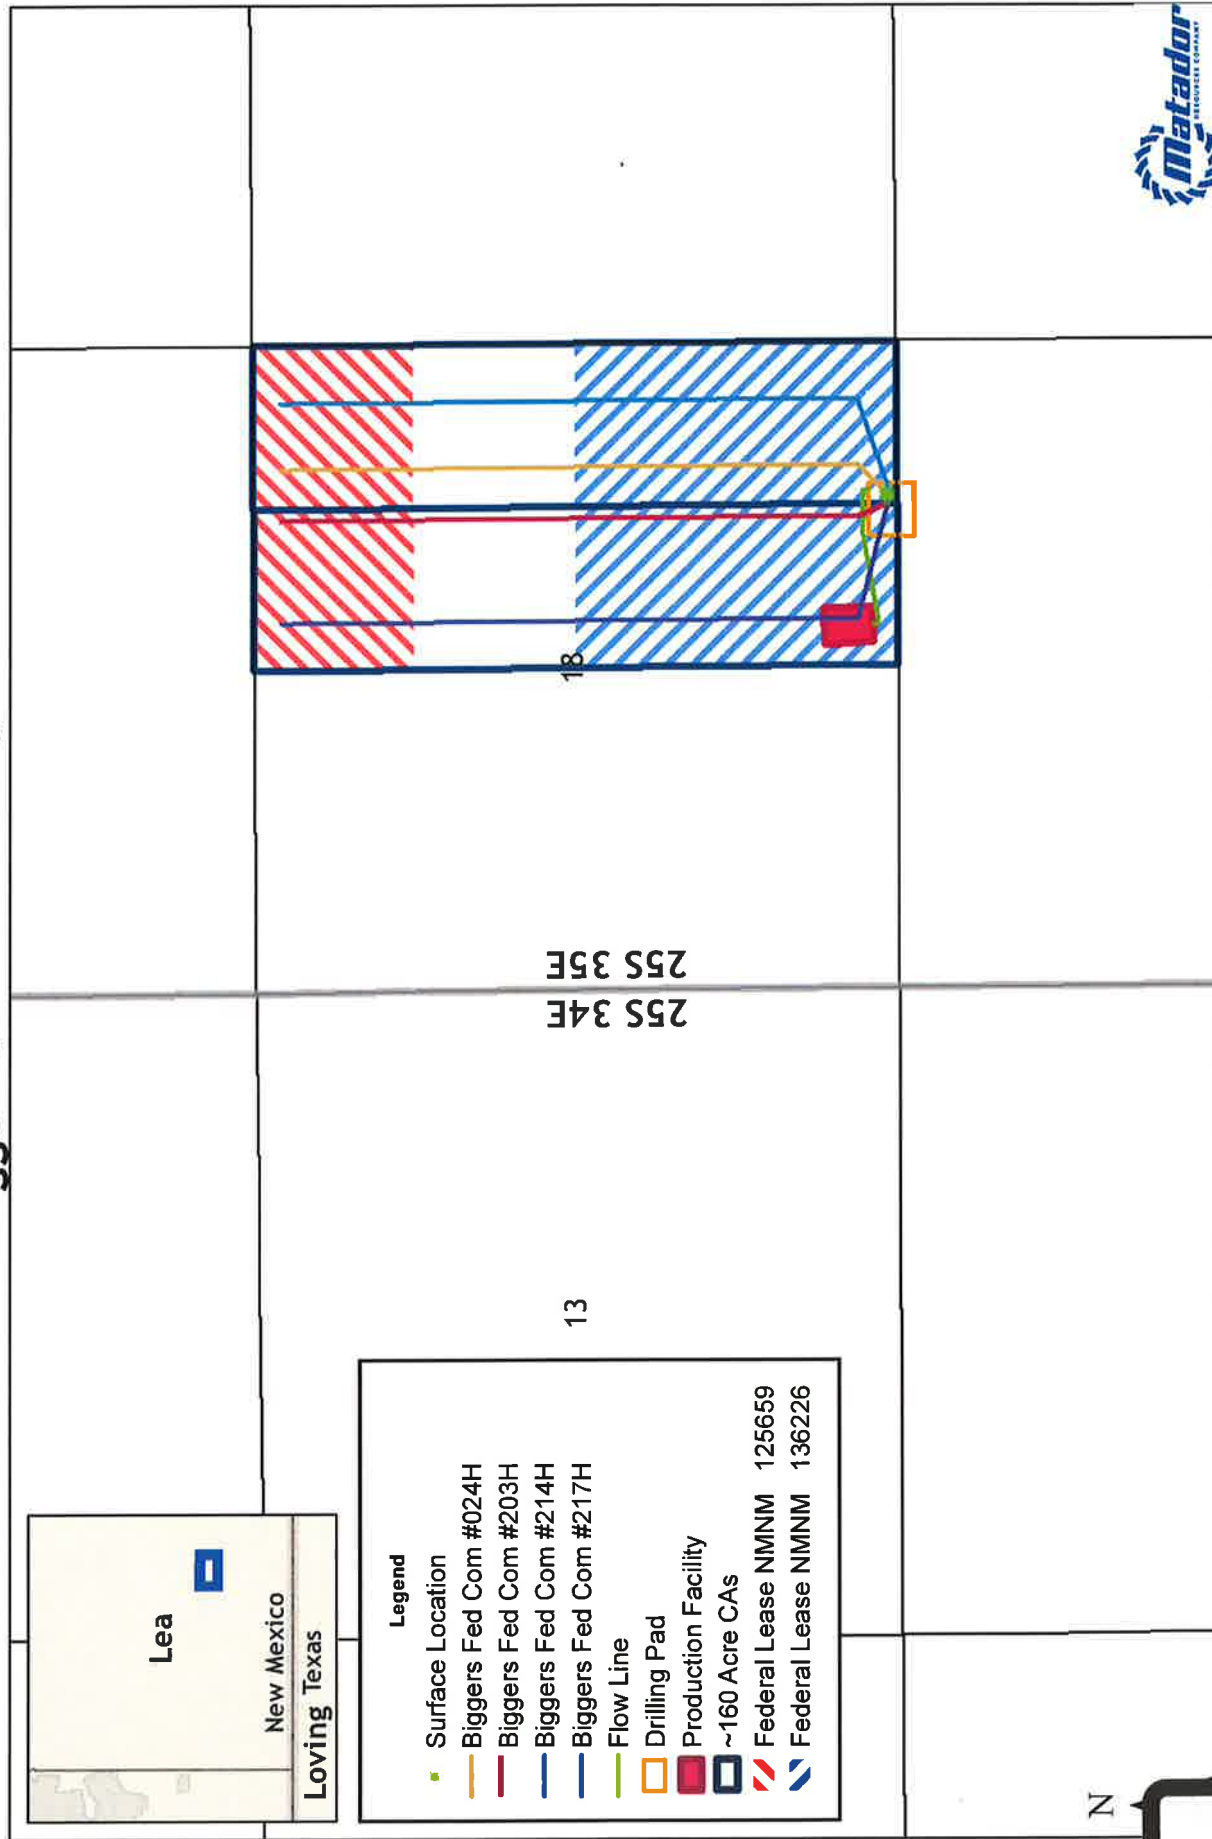 Lea
New Mexico
Loving Texas
Legend
Surface Location
Biggers Fed Com #024H
Biggers Fed Com #203H
Biggers Fed Com #214H
Biggers Fed Com #217H
Flow Line
Drilling Pad
Production Facility
~160 Acre CAs
Federal Lease NMNM 125659
Federal Lease NMNM 136226
13
25S 34E
25S 35E
18
N
Matador
RESOURCES COMPANY